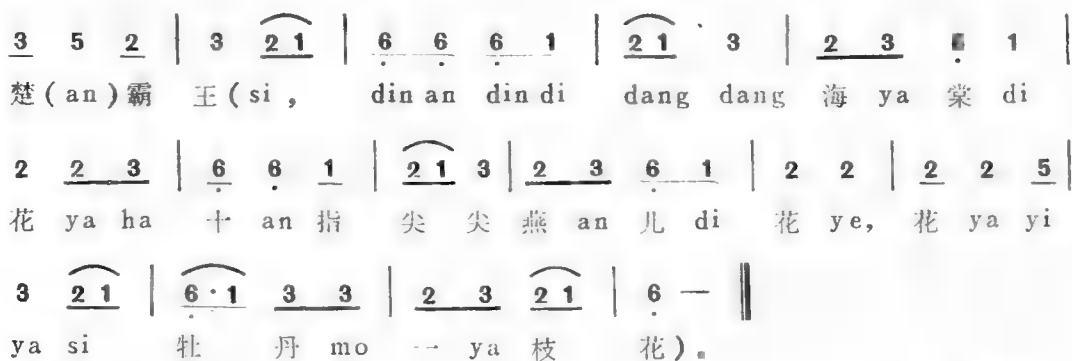 3 5 2 | 3 2 1 | 6 6 6 1 | 2 1 3 | 2 3 6 1 |
楚(an)霸 王(si, din an din di dang dang 海 ya 棠 di
2 2 3 | 6 6 1 | 2 1 3 | 2 3 6 1 | 2 2 | 2 2 5 |
花 ya ha 十 an 指 尖 尖 燕 an 儿 di 花 ye, 花 ya yi
3 2 1 | 6 · 1 3 3 | 2 3 2 1 | 6 — ‖
ya si 牡 丹 mo 一 ya 枝 花)。